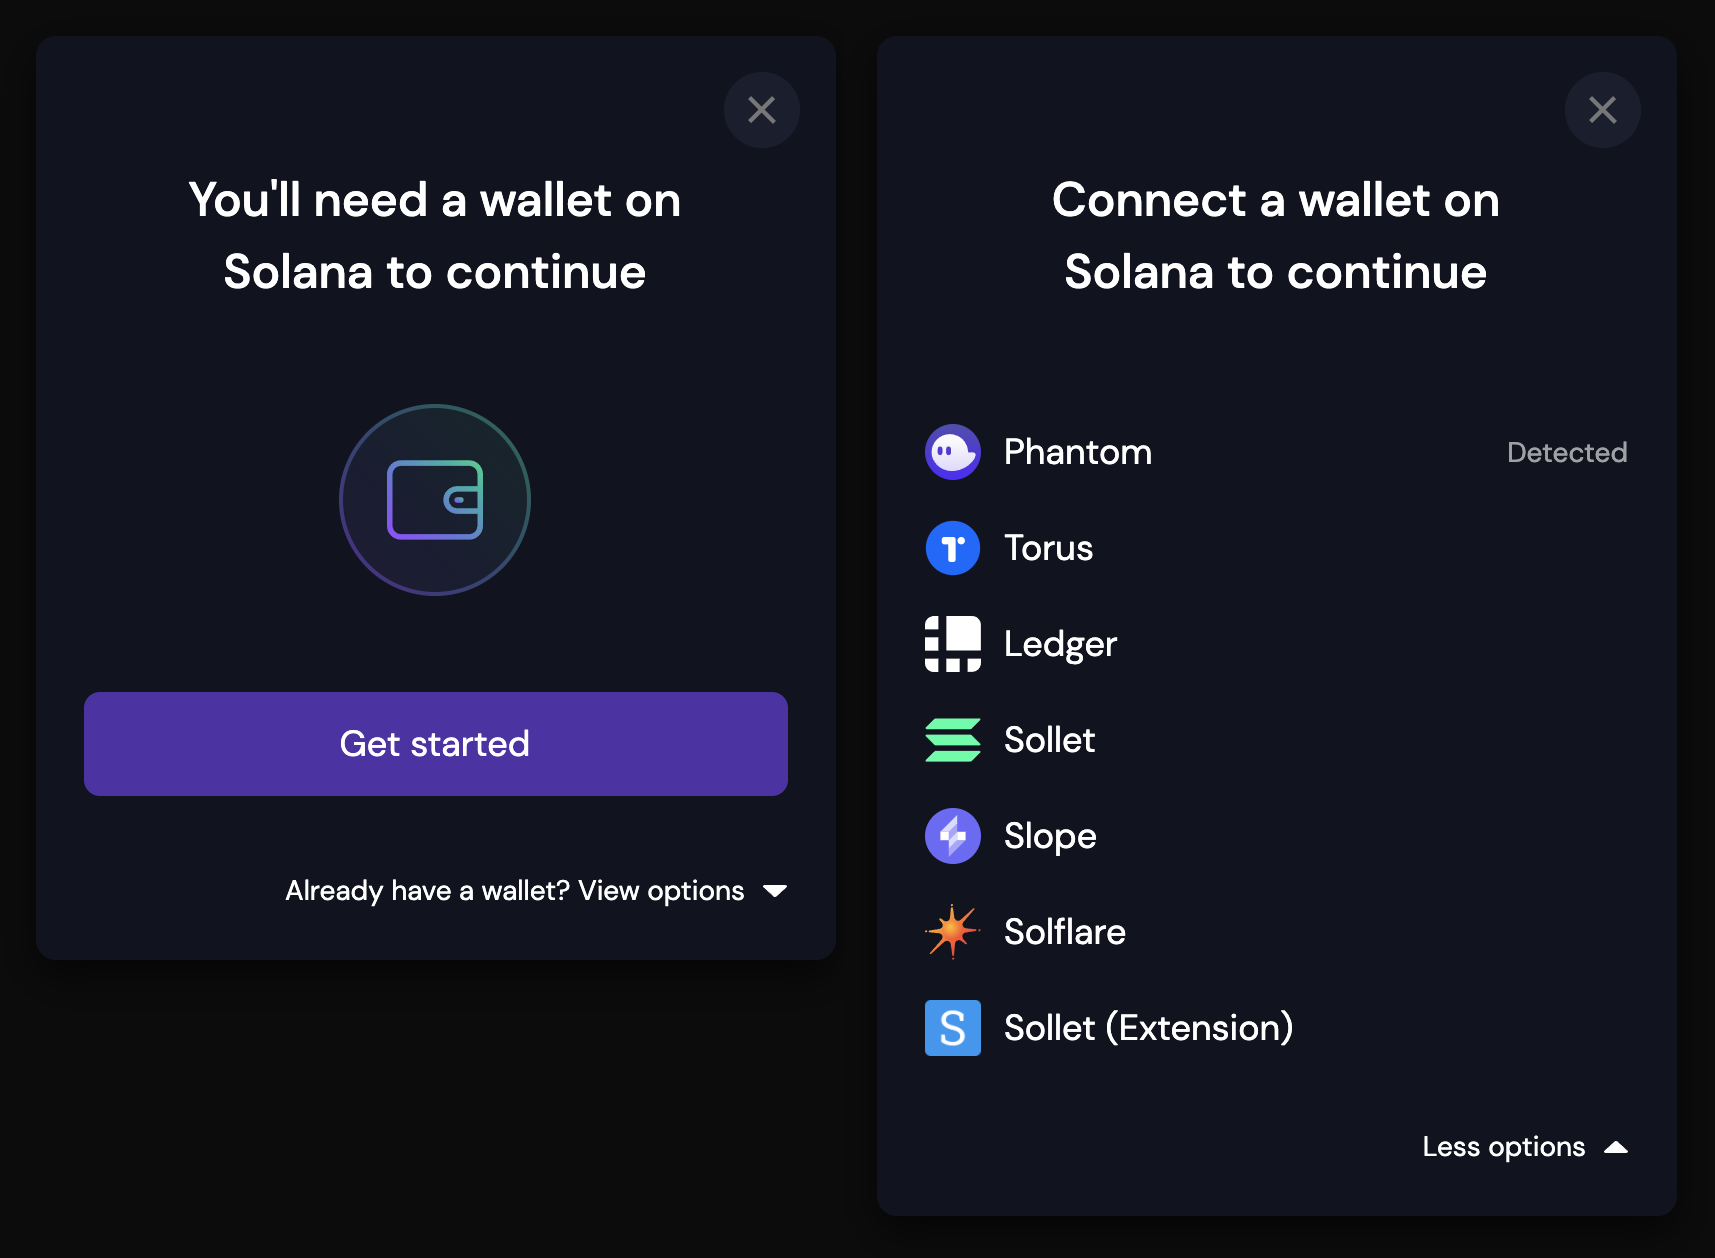 You'll need a wallet on
Solana to continue
Get started
Already have a wallet? View options
Connect a wallet on
Solana to continue
Phantom Detected
Torus
Ledger
Sollet
Slope
Solflare
S Sollet (Extension)
Less options